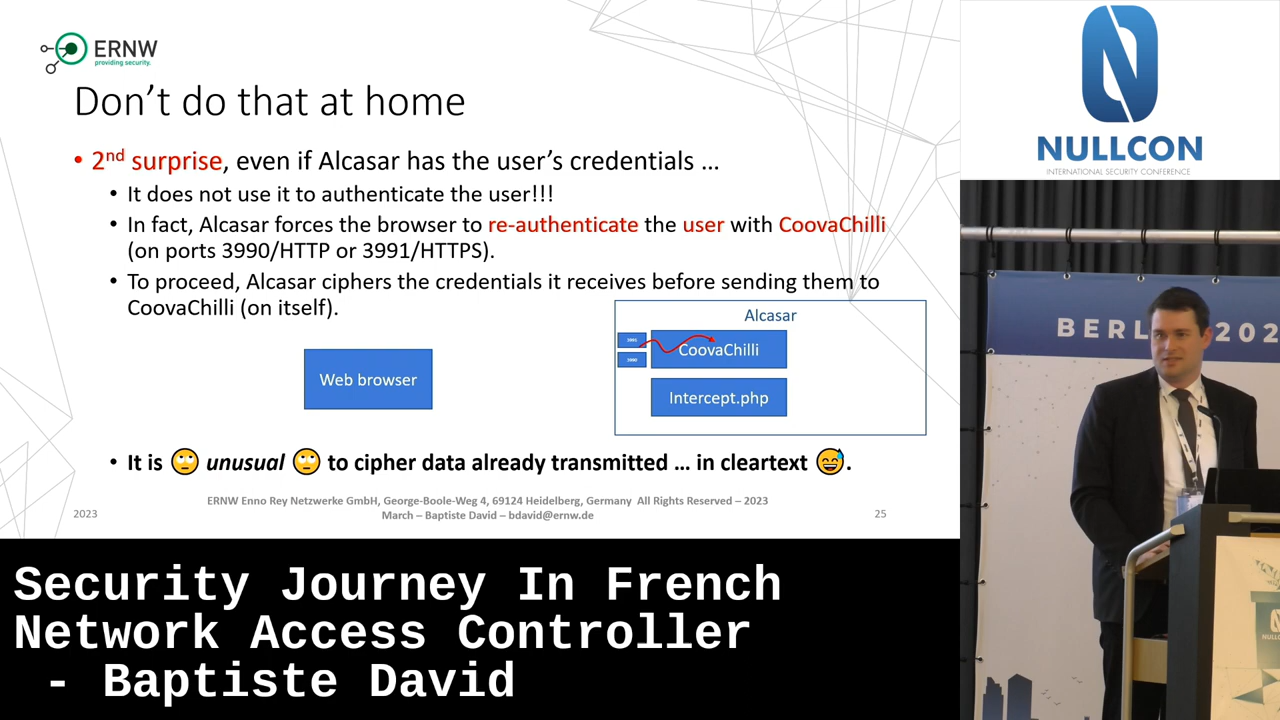 ERNW
providing security.
Don't do that at home
• 2nd surprise, even if Alcasar has the user's credentials …
• It does not use it to authenticate the user!!!
• In fact, Alcasar forces the browser to re-authenticate the user with CoovaChilli
(on ports 3990/HTTP or 3991/HTTPS).
• To proceed, Alcasar ciphers the credentials it receives before sending them to
CoovaChilli (on itself).
Alcasar
3991
CoovaChilli
3990
Web browser
Intercept.php
• It is 🙄 unusual 🙄 to cipher data already transmitted … in cleartext 😅.
ERNW Enno Rey Netzwerke GmbH, George-Boole-Weg 4, 69124 Heidelberg, Germany All Rights Reserved – 2023
2023
March – Baptiste David – bdavid@ernw.de
25
NULLCON
INTERNATIONAL SECURITY CONFERENCE
BERL 202
Security Journey In French
Network Access Controller
- Baptiste David